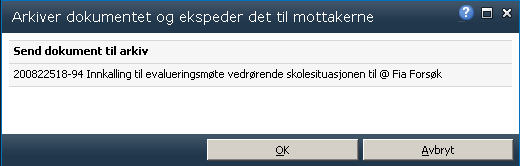 Arkiver dokumentet og ekspeder det til mottakerne
Send dokument til arkiv
200822518-94 Innkalling til evalueringsmøte vedrørende skolesituasjonen til @ Fia Forsøk
OK
Avbryt